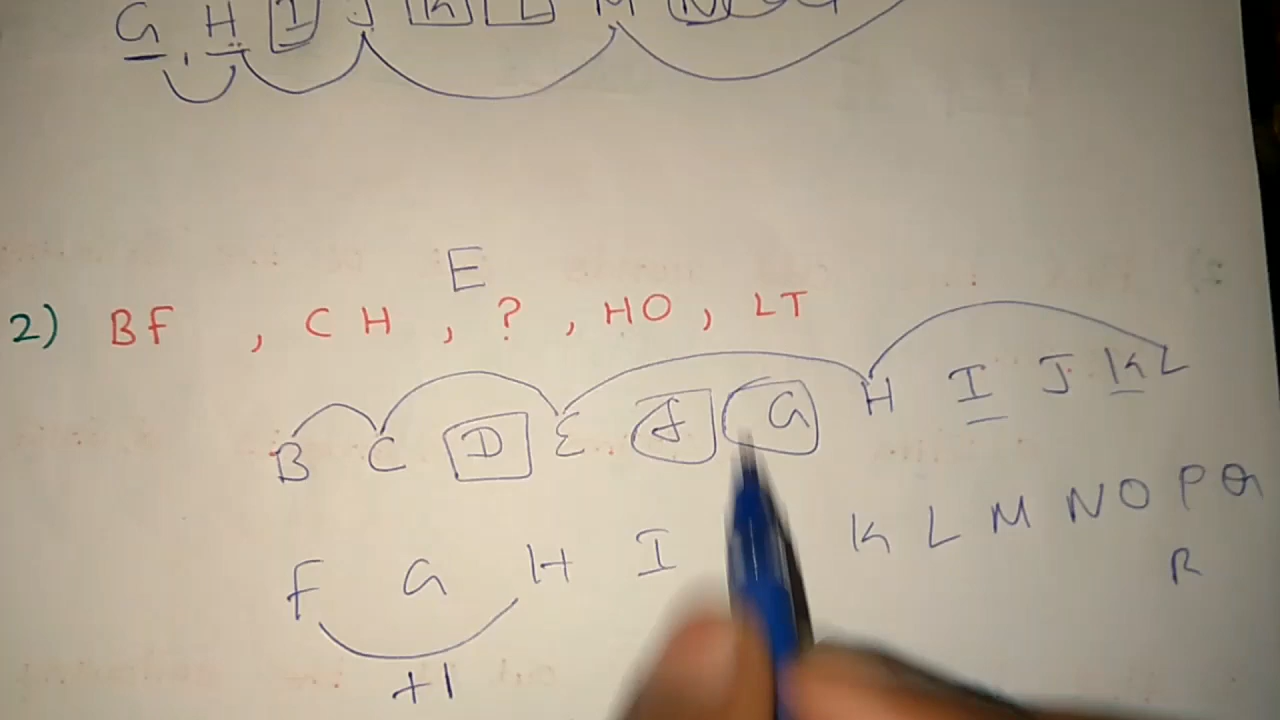 G , H I J K L M N
E
2) BF , CH , ? , HO , LT
B C D E F G H I J K L
F G H I K L M N O P Q
R
+1